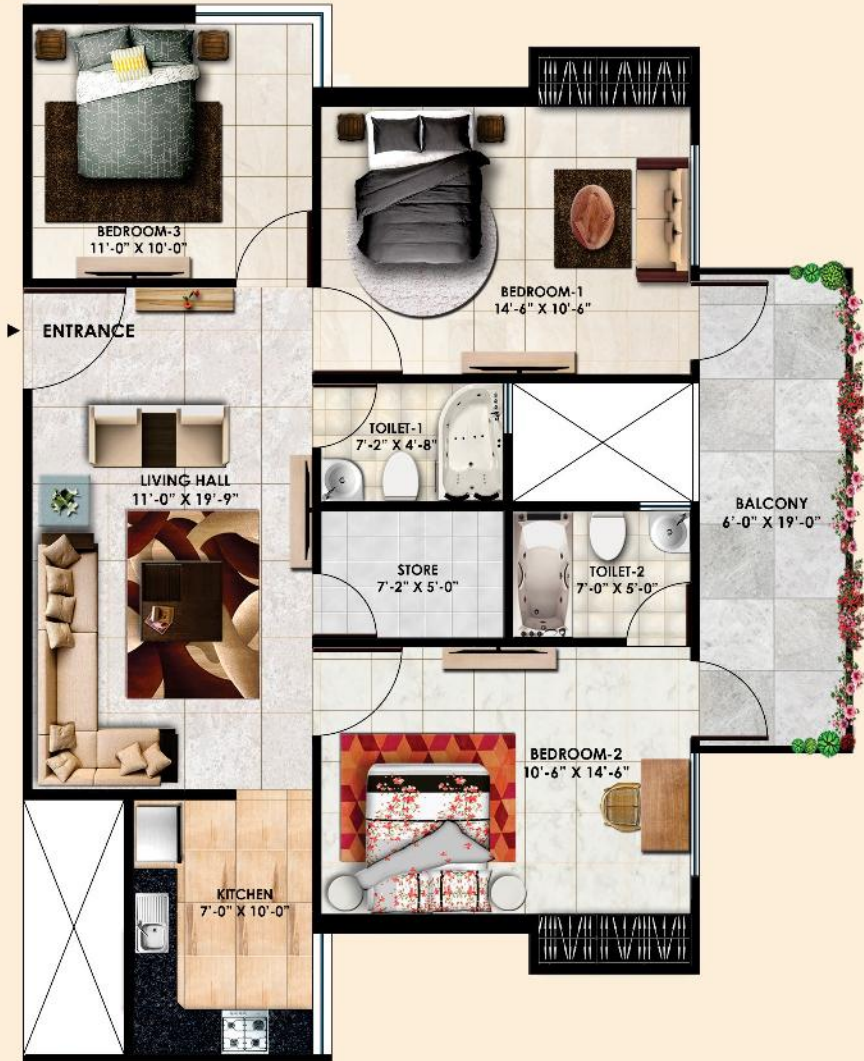 BEDROOM-3
11'-0" X 10'-0"
BEDROOM-1
14'-6" X 10'-6"
ENTRANCE
TOILET-1
7'-2" X 4'-8"
LIVING HALL
11'-0" X 19'-9"
BALCONY
6'-0" X 19'-0"
STORE
7'-2" X 5'-0"
TOILET-2
7'-0" X 5'-0"
BEDROOM-2
10'-6" X 14'-6"
KITCHEN
7'-0" X 10'-0"